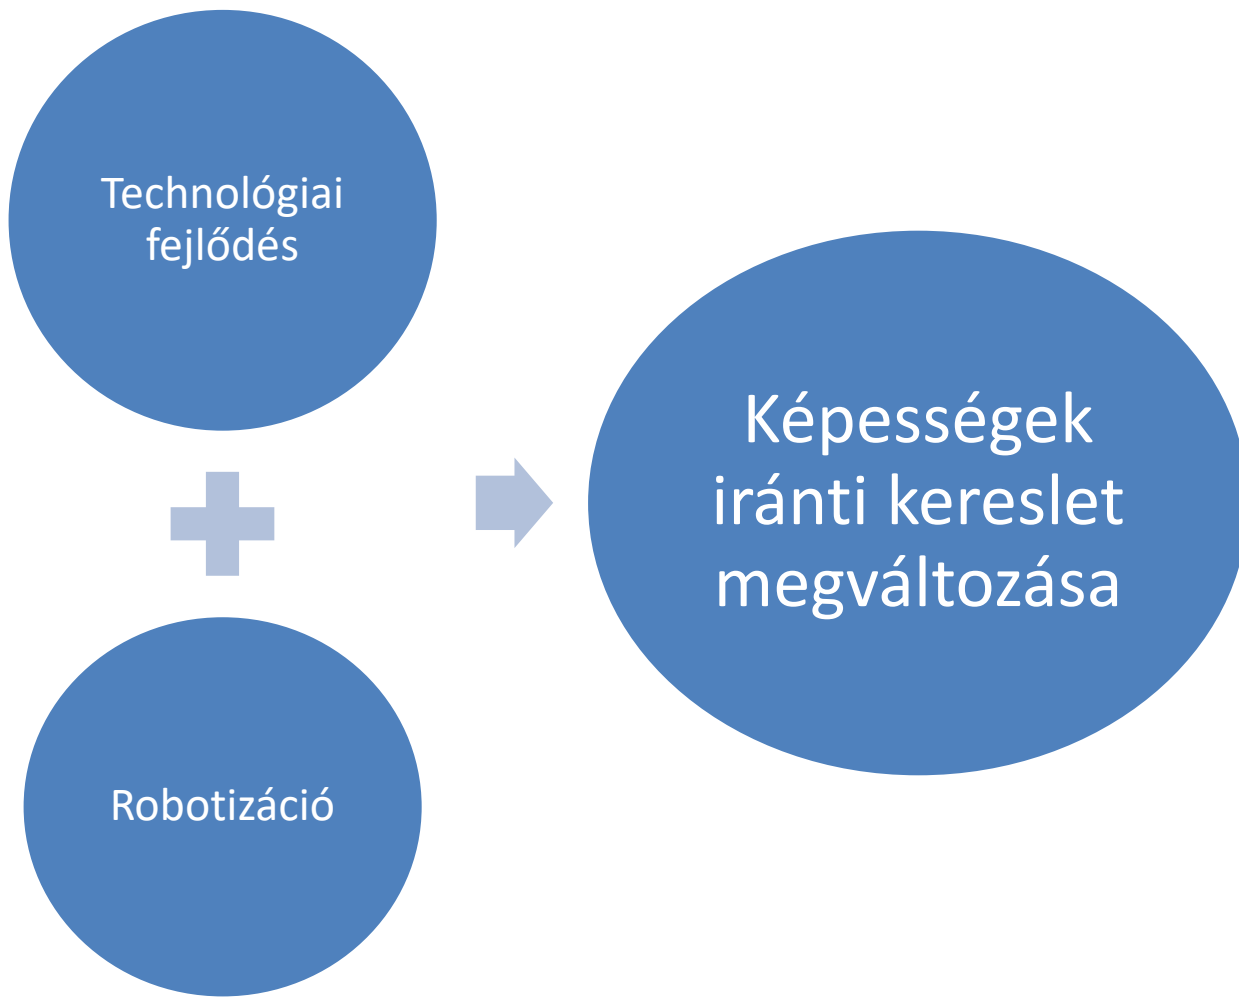 Technológiai
fejlődés
Robotizáció
Képességek
iránti kereslet
megváltozása